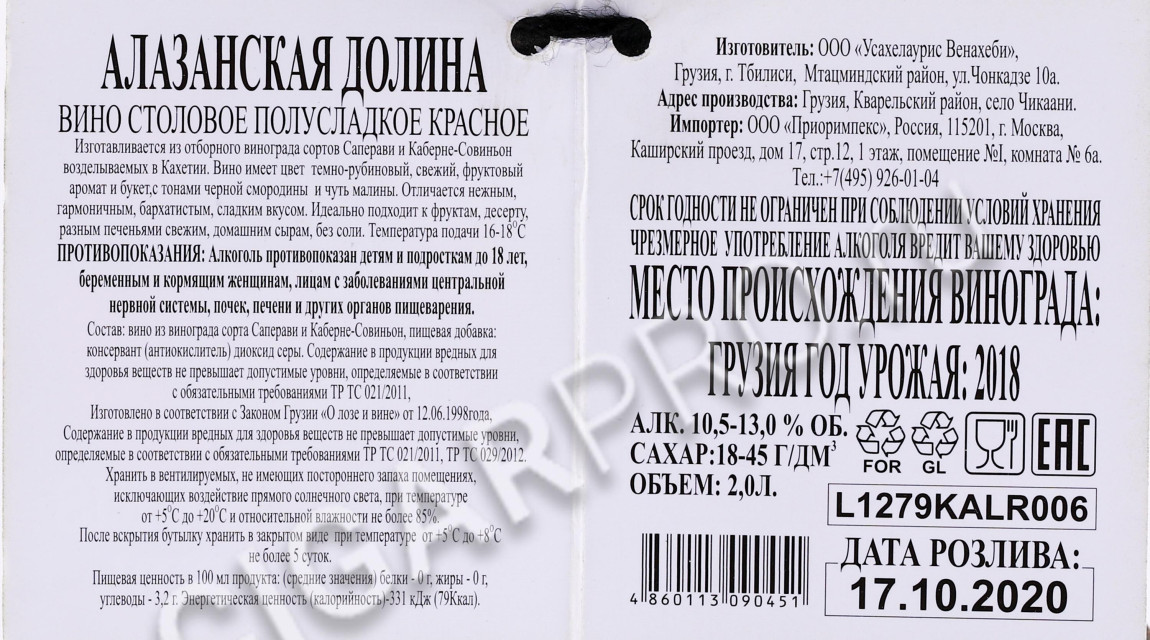 АЛАЗАНСКАЯ ДОЛИНА
ВИНО СТОЛОВОЕ ПОЛУСЛАДКОЕ КРАСНОЕ
Изготавливается из отборного винограда сортов Саперави и Каберне-Совиньон
возделываемых в Кахетии. Вино имеет цвет темно-рубиновый, свежий, фруктовый
аромат и букет,с тонами черной смородины и чуть малины. Отличается нежным,
гармоничным, бархатистым, сладким вкусом. Идеально подходит к фруктам, десерту,
разным печеньями свежим, домашним сырам, без соли. Температура подачи 16-18⁰С
ПРОТИВОПОКАЗАНИЯ: Алкоголь противопоказан детям и подросткам до 18 лет,
беременным и кормящим женщинам, лицам с заболеваниями центральной
нервной системы, почек, печени и других органов пищеварения.
Состав: вино из винограда сорта Саперави и Каберне-Совиньон, пищевая добавка:
консервант (антиокислитель) диоксид серы. Содержание в продукции вредных для
здоровья веществ не превышает допустимые уровни, определяемые в соответствии
с обязательными требованиями ТР ТС 021/2011,
Изготовлено в соответствии с Законом Грузии «О лозе и вине» от 12.06.1998года,
Содержание в продукции вредных для здоровья веществ не превышает допустимые уровни,
определяемые в соответствии с обязательными требованиями ТР ТС 021/2011, ТР ТС 029/2012.
Хранить в вентилируемых, не имеющих постороннего запаха помещениях,
исключающих воздействие прямого солнечного света, при температуре
от +5⁰С до +20⁰С и относительной влажности не более 85%.
После вскрытия бутылку хранить в закрытом виде при температуре от +5⁰С до +8⁰С
не более 5 суток.
Пищевая ценность в 100 мл продукта: (средние значения) белки - 0 г, жиры - 0 г,
углеводы - 3,2 г. Энергетическая ценность (калорийность)-331 кДж (79Ккал).
Изготовитель: ООО «Усахелаурис Венахеби»,
Грузия, г. Тбилиси, Мтацминдский район, ул.Чонкадзе 10а.
Адрес производства: Грузия, Кварельский район, село Чикаани.
Импортер: ООО «Приоримпекс», Россия, 115201, г. Москва,
Каширский проезд, дом 17, стр.12, 1 этаж, помещение №I, комната № 6а.
Тел.:+7(495) 926-01-04
СРОК ГОДНОСТИ НЕ ОГРАНИЧЕН ПРИ СОБЛЮДЕНИИ УСЛОВИЙ ХРАНЕНИЯ
ЧРЕЗМЕРНОЕ УПОТРЕБЛЕНИЕ АЛКОГОЛЯ ВРЕДИТ ВАШЕМУ ЗДОРОВЬЮ
МЕСТО ПРОИСХОЖДЕНИЯ ВИНОГРАДА:
ГРУЗИЯ ГОД УРОЖАЯ: 2018
АЛК. 10,5-13,0 % ОБ.
САХАР:18-45 Г/ДМ³
ОБЪЕМ: 2,0Л.
FOR GL EAC
L1279KALR006
ДАТА РОЗЛИВА:
17.10.2020
4 860113 090451
CIGARPRO.RU